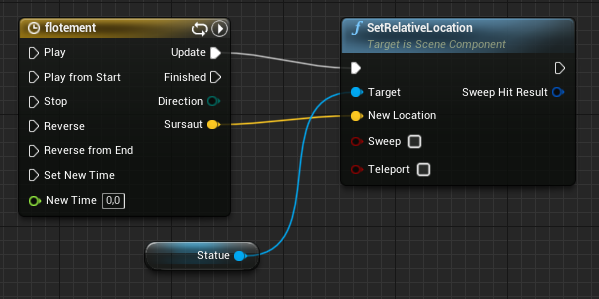 flotement
Play
Update
Play from Start
Finished
Stop
Direction
Reverse
Sursaut
Reverse from End
Set New Time
New Time 0,0
SetRelativeLocation
Target is Scene Component
Target
Sweep Hit Result
New Location
Sweep
Teleport
Statue